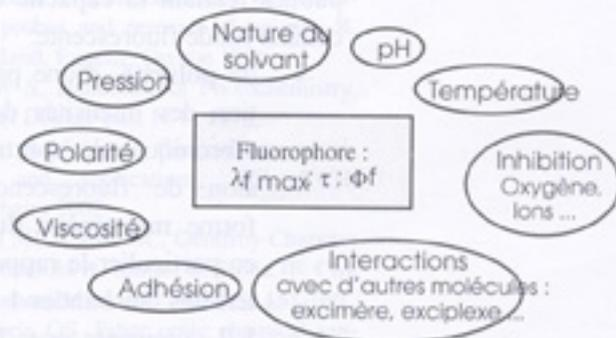 Nature du
solvant
pH
Pression
Température
Polarité
Fluorophore :
λf max ; τ ; Φf
Inhibition
Oxygène,
Ions ...
Viscosité
Adhésion
Interactions
avec d'autres molécules :
excimère, exciplexe, ...